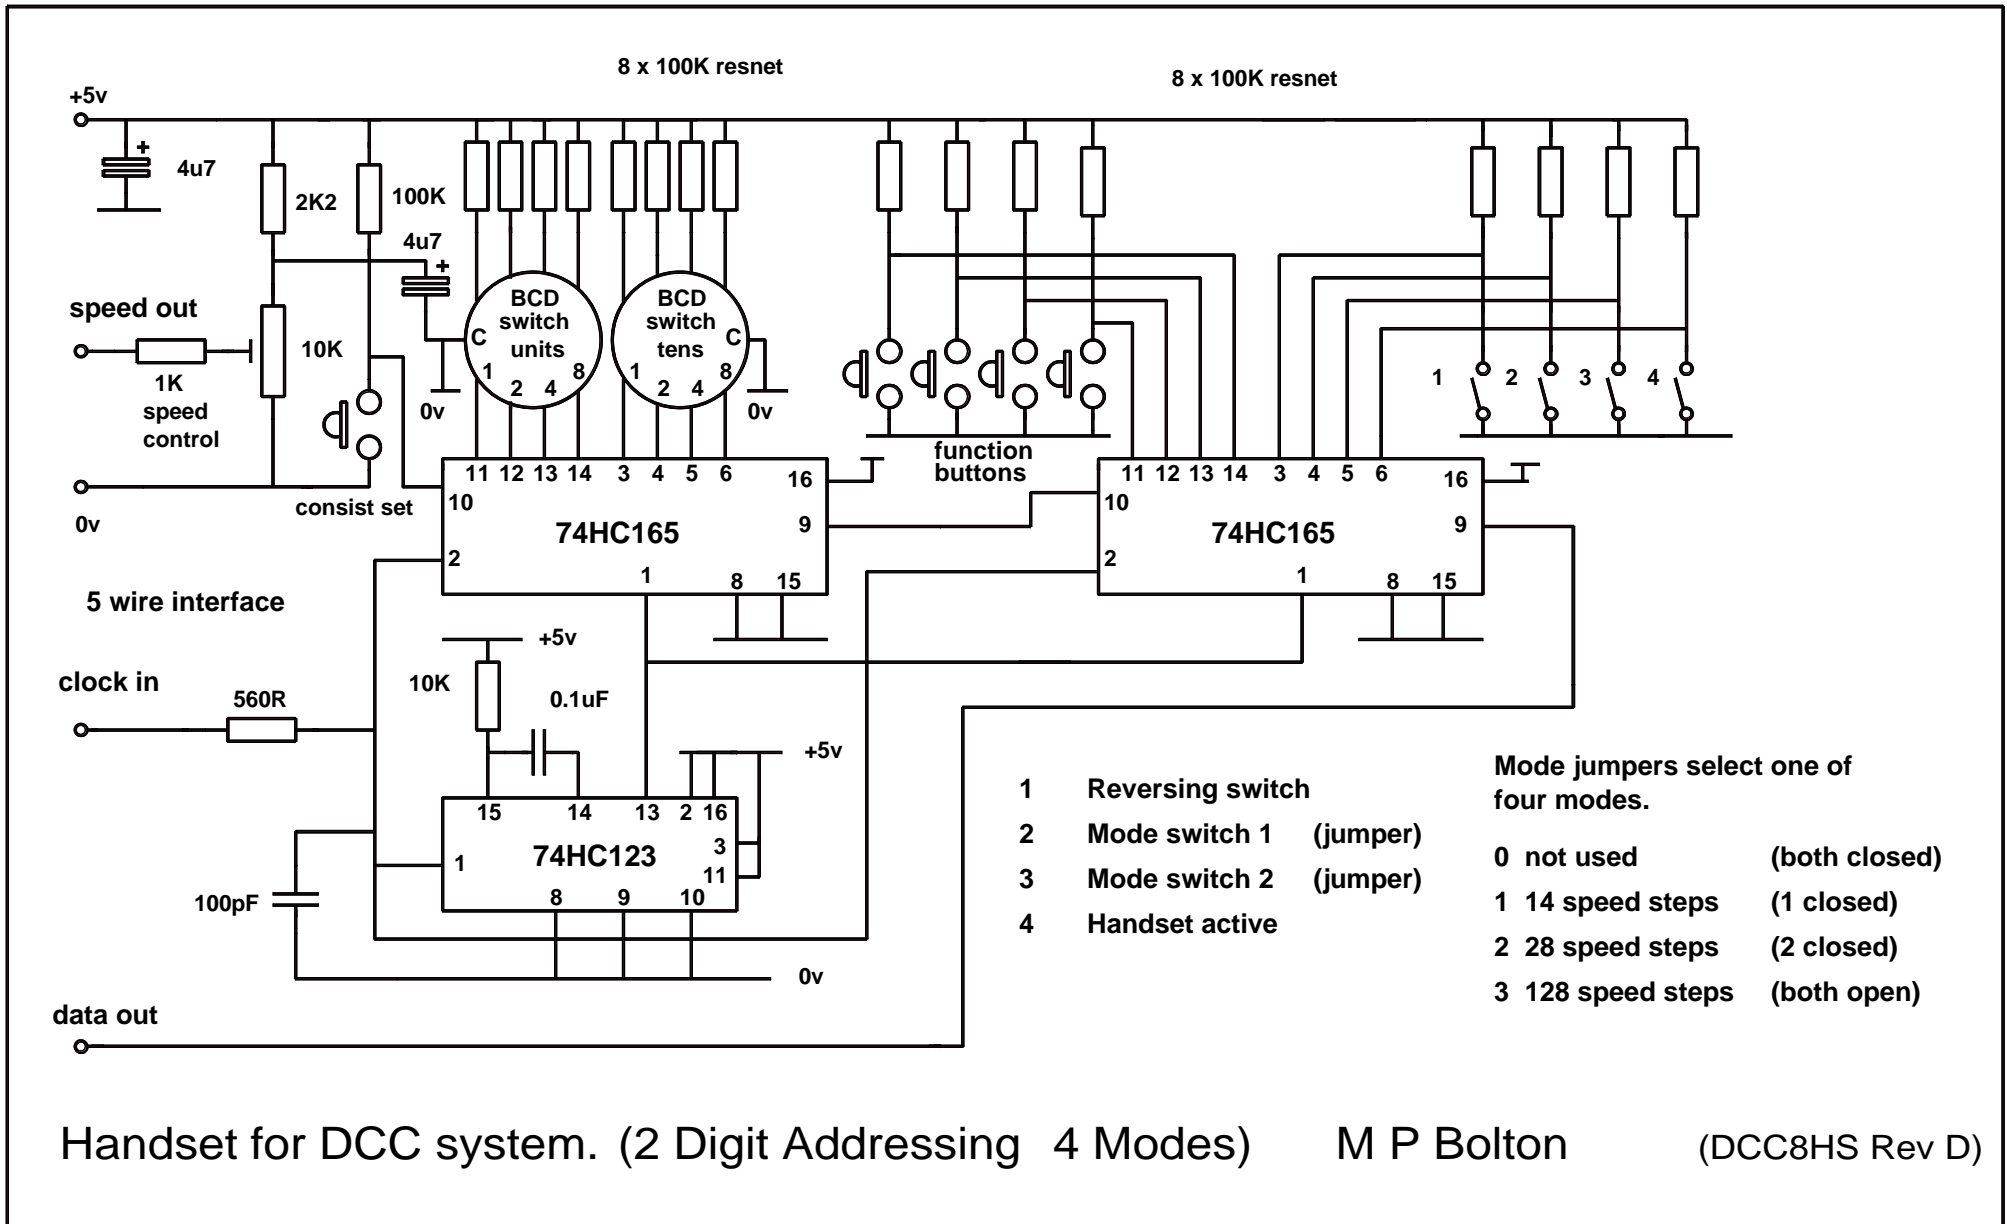 8 x 100K resnet
8 x 100K resnet
+5v
+
4u7
2K2
100K
4u7
+
speed out
10K
1K
speed
control
BCD
switch
units
C
1
2
4
8
BCD
switch
tens
C
1
2
4
8
0v
0v
1
2
3
4
function
buttons
consist set
0v
11 12 13 14 3 4 5 6
16
10
9
74HC165
2
1
8
15
11 12 13 14 3 4 5 6
16
10
9
74HC165
2
1
8
15
5 wire interface
+5v
10K
0.1uF
clock in
560R
+5v
15
14
13
2
16
3
74HC123
1
11
8
9
10
100pF
0v
data out
1 Reversing switch
2 Mode switch 1 (jumper)
3 Mode switch 2 (jumper)
4 Handset active
Mode jumpers select one of
four modes.
0 not used (both closed)
1 14 speed steps (1 closed)
2 28 speed steps (2 closed)
3 128 speed steps (both open)
Handset for DCC system. (2 Digit Addressing 4 Modes) M P Bolton (DCC8HS Rev D)